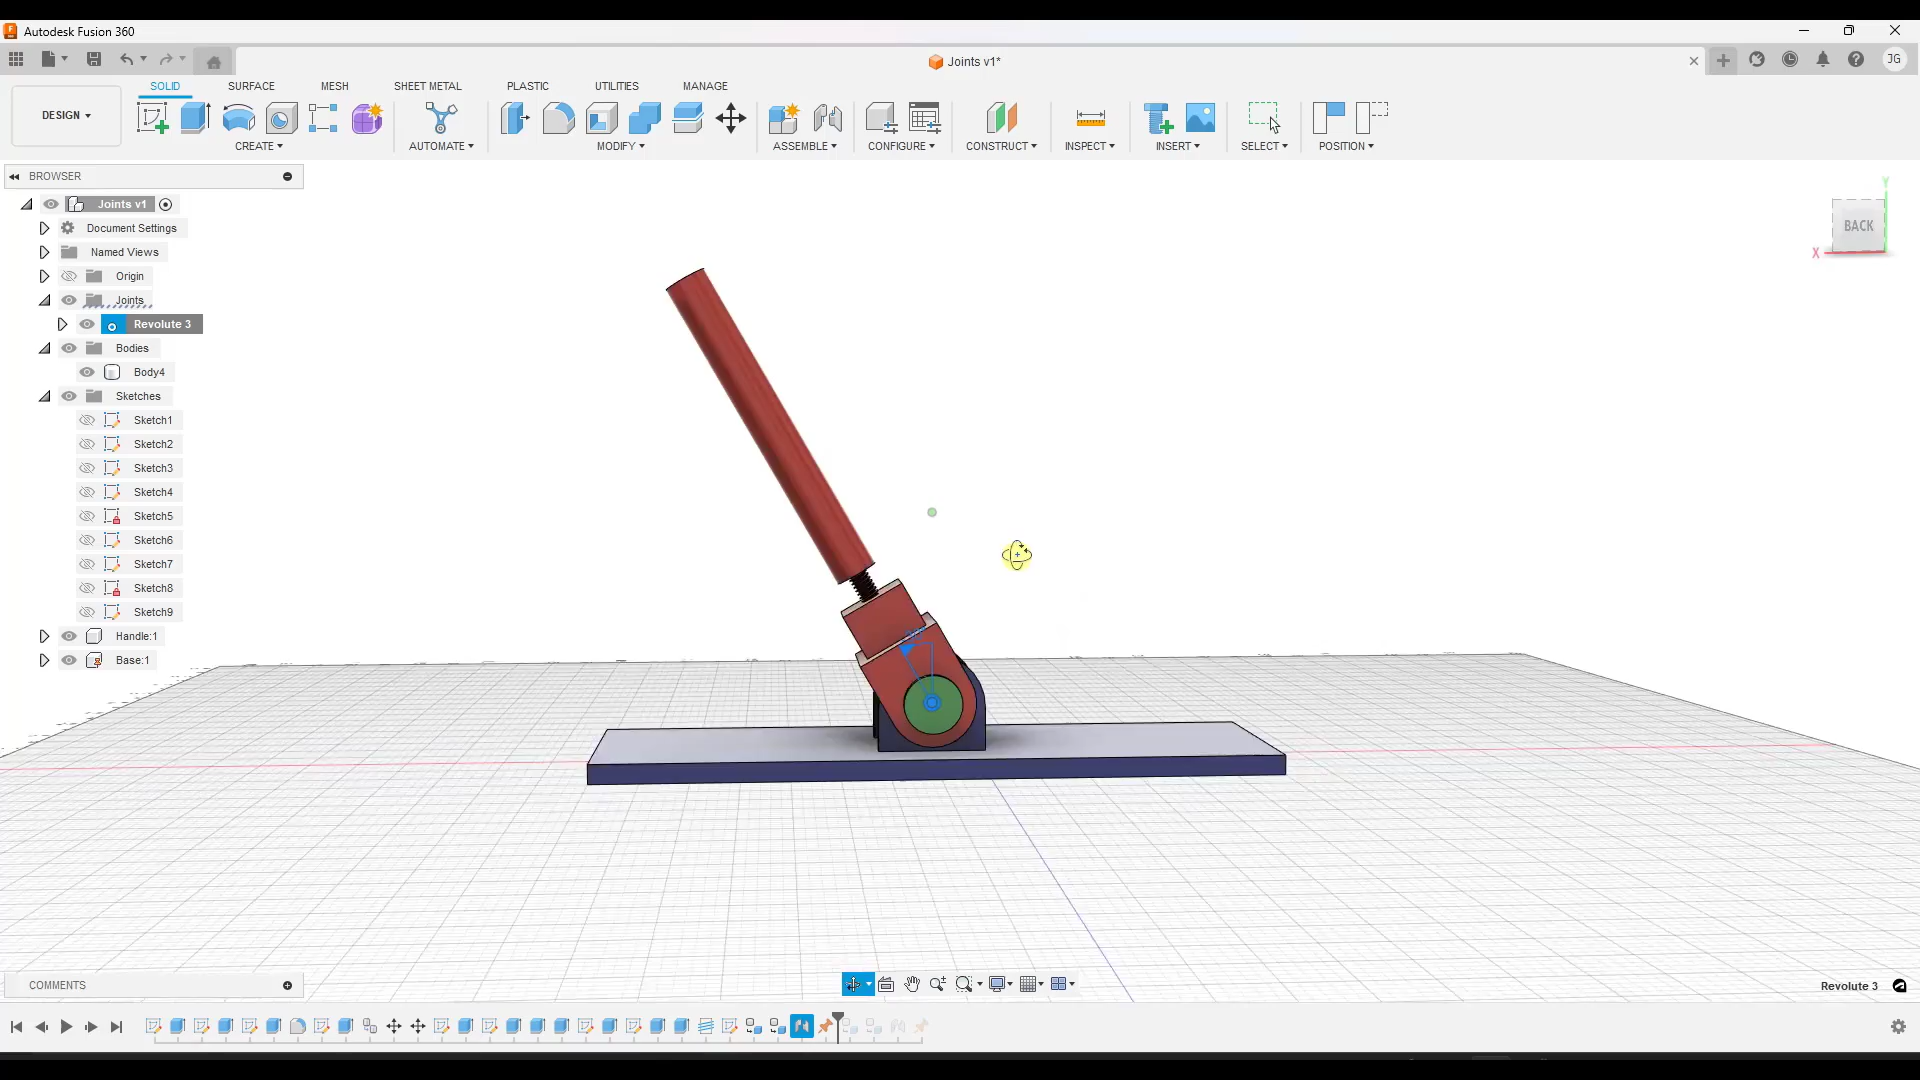 Autodesk Fusion 360
Joints v1*
JG
DESIGN
SOLID
SURFACE
MESH
SHEET METAL
PLASTIC
UTILITIES
MANAGE
CREATE
AUTOMATE
MODIFY
ASSEMBLE
CONFIGURE
CONSTRUCT
INSPECT
INSERT
SELECT
POSITION
BROWSER
Joints v1
Document Settings
Named Views
Origin
Joints
Revolute 3
Bodies
Body4
Sketches
Sketch1
Sketch2
Sketch3
Sketch4
Sketch5
Sketch6
Sketch7
Sketch8
Sketch9
Handle:1
Base:1
Y
BACK
X
COMMENTS
Revolute 3